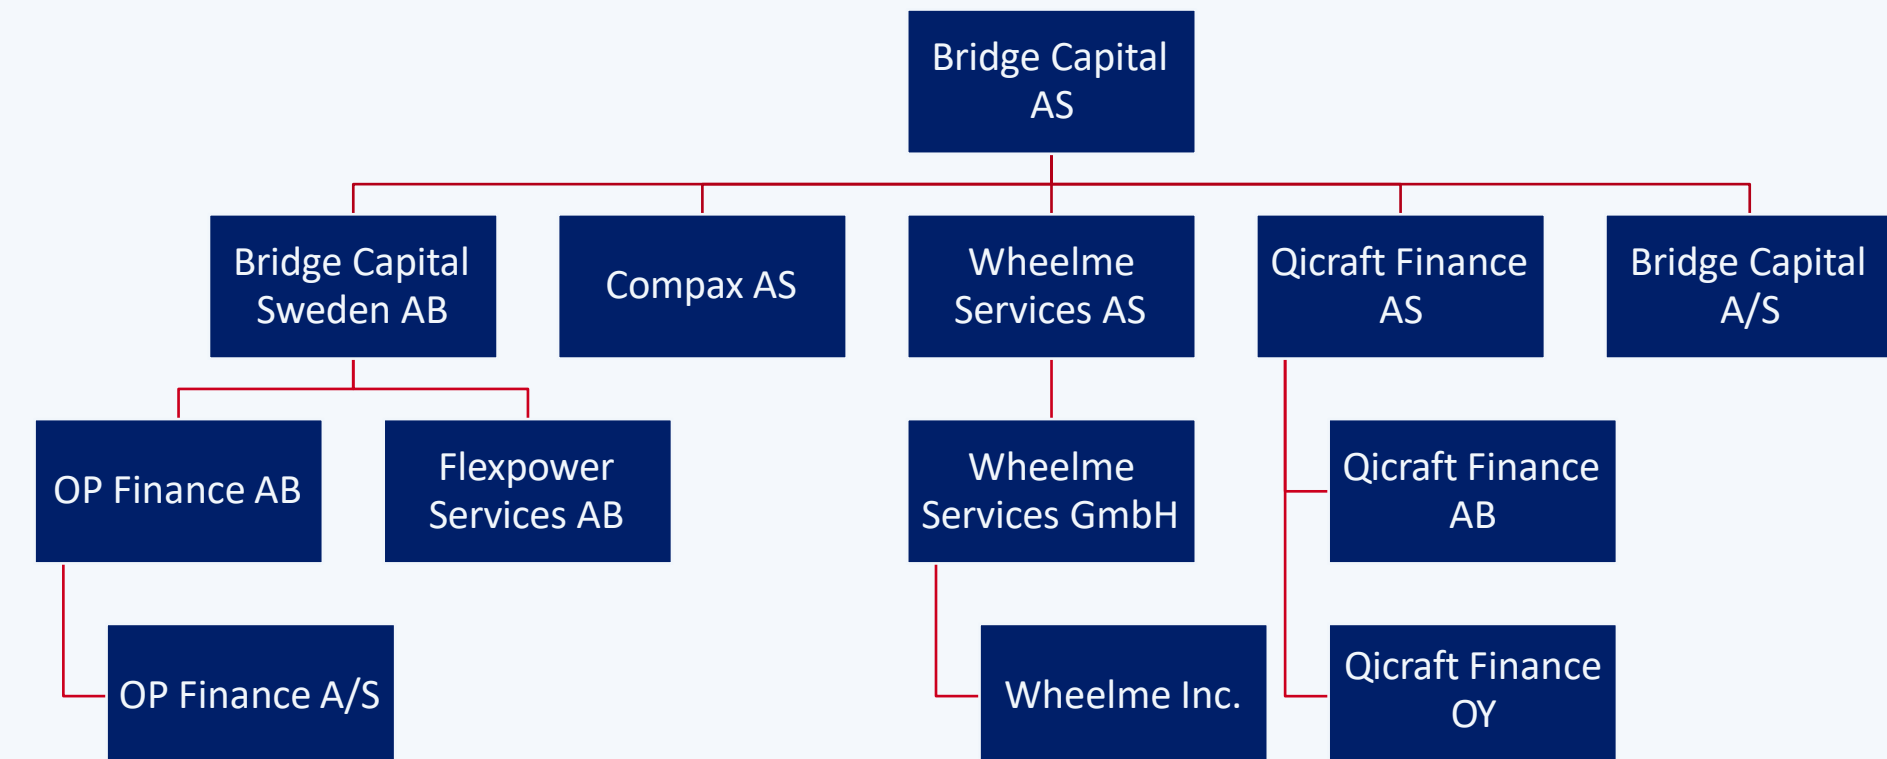 Bridge Capital
AS
Bridge Capital
Sweden AB
Compax AS
Wheelme
Services AS
Qicraft Finance
AS
Bridge Capital
A/S
OP Finance AB
Flexpower
Services AB
Wheelme
Services GmbH
Qicraft Finance
AB
OP Finance A/S
Wheelme Inc.
Qicraft Finance
OY